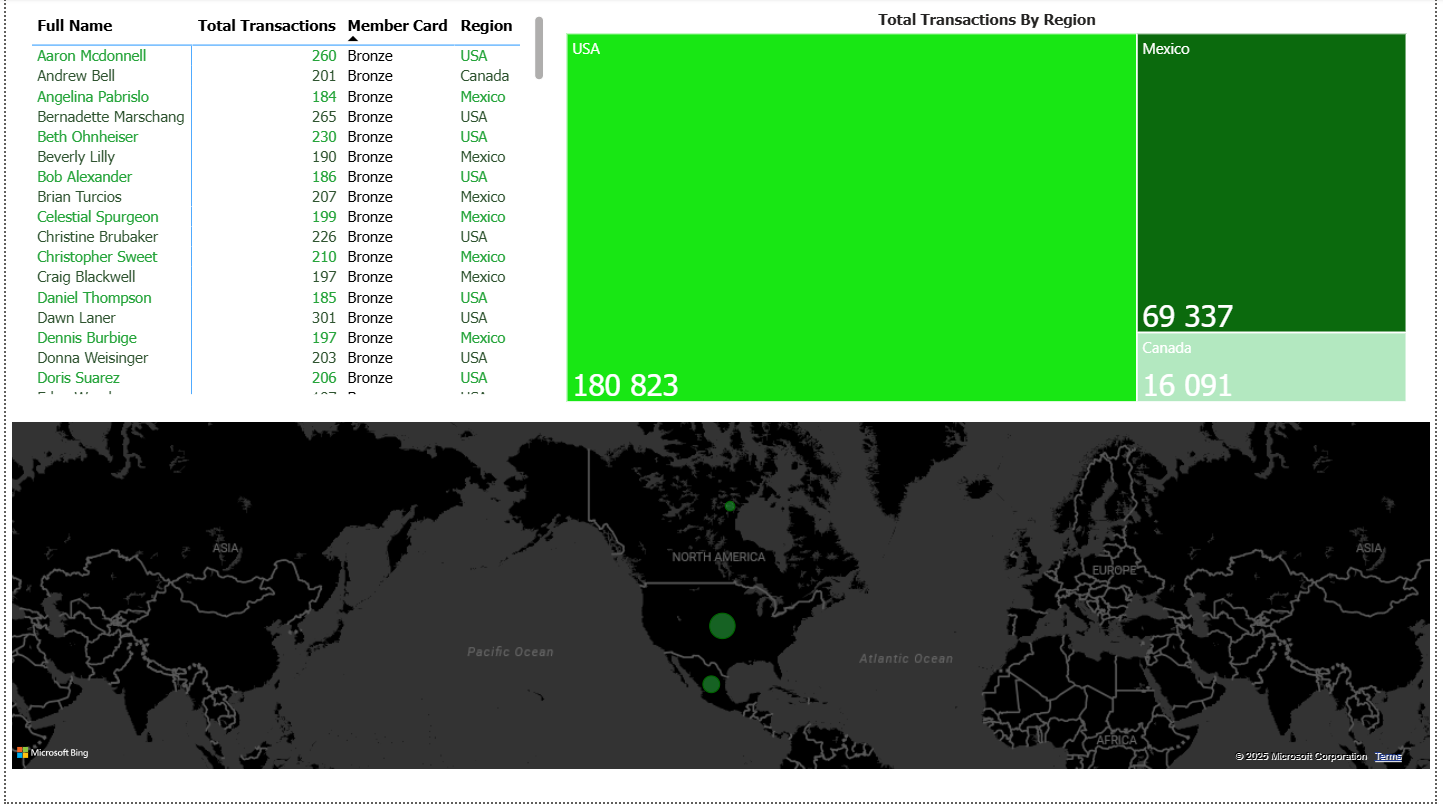 Full Name Total Transactions Member Card Region
Aaron Mcdonnell 260 Bronze USA
Andrew Bell 201 Bronze Canada
Angelina Pabrislo 184 Bronze Mexico
Bernadette Marschang 265 Bronze USA
Beth Ohnheiser 230 Bronze USA
Beverly Lilly 190 Bronze Mexico
Bob Alexander 186 Bronze USA
Brian Turcios 207 Bronze Mexico
Celestial Spurgeon 199 Bronze Mexico
Christine Brubaker 226 Bronze USA
Christopher Sweet 210 Bronze Mexico
Craig Blackwell 197 Bronze Mexico
Daniel Thompson 185 Bronze USA
Dawn Laner 301 Bronze USA
Dennis Burbige 197 Bronze Mexico
Donna Weisinger 203 Bronze USA
Doris Suarez 206 Bronze USA
Total Transactions By Region
USA
180 823
Mexico
69 337
Canada
16 091
ASIA
NORTH AMERICA
EUROPE
ASIA
Pacific Ocean
Atlantic Ocean
AFRICA
Microsoft Bing
© 2025 Microsoft Corporation Terms